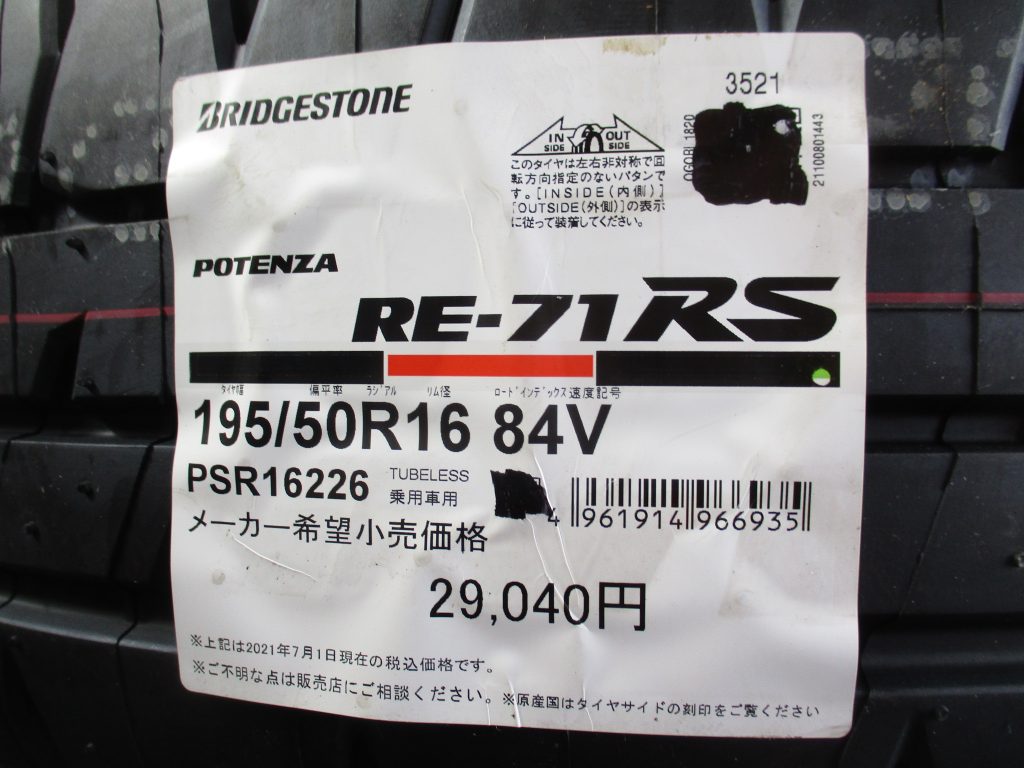 BRIDGESTONE
3521
IN SIDE OUT SIDE
このタイヤは左右非対称で回
転方向指定のないパタンで
す。[INSIDE(内側)]
[OUTSIDE(外側)]の表示
に従って装着してください。
21100801443
POTENZA
RE-71RS
タイヤ幅 偏平率 ラジアル リム径 ロードインデックス 速度記号
195/50R16 84V
PSR16226 TUBELESS
乗用車用
4 961914 966935
メーカー希望小売価格
29,040円
※上記は2021年7月1日現在の税込価格です。
※ご不明な点は販売店にご相談ください。※原産国はタイヤサイドの刻印をご覧ください